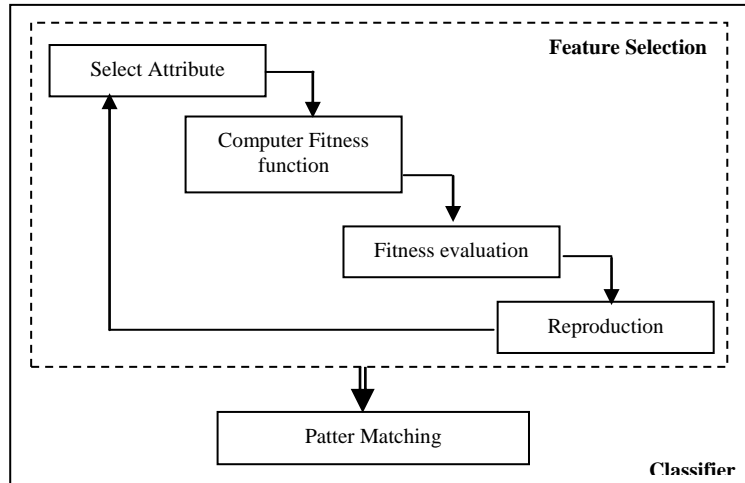 Feature Selection
Select Attribute
Computer Fitness
function
Fitness evaluation
Reproduction
Patter Matching
Classifier